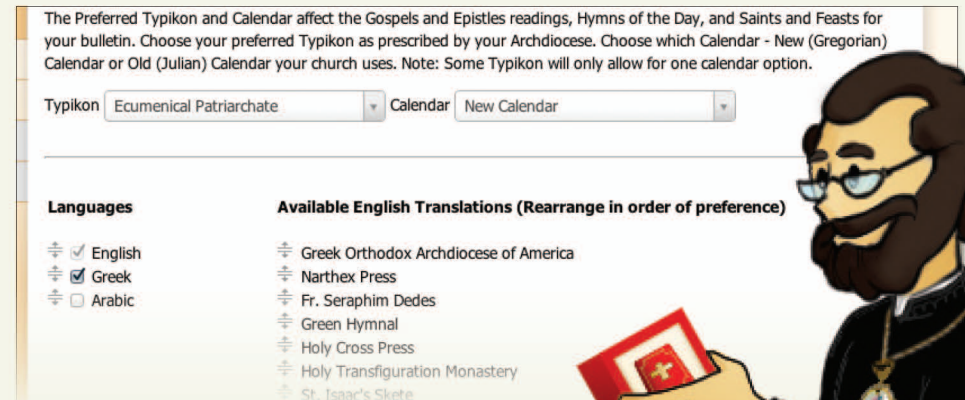 The Preferred Typikon and Calendar affect the Gospels and Epistles readings, Hymns of the Day, and Saints and Feasts for
your bulletin. Choose your preferred Typikon as prescribed by your Archdiocese. Choose which Calendar - New (Gregorian)
Calendar or Old (Julian) Calendar your church uses. Note: Some Typikon will only allow for one calendar option.
Typikon Ecumenical Patriarchate Calendar New Calendar
Languages Available English Translations (Rearrange in order of preference)
English Greek Orthodox Archdiocese of America
Greek Narthex Press
Arabic Fr. Seraphim Dedes
Green Hymnal
Holy Cross Press
Holy Transfiguration Monastery
St. Isaac's Skete